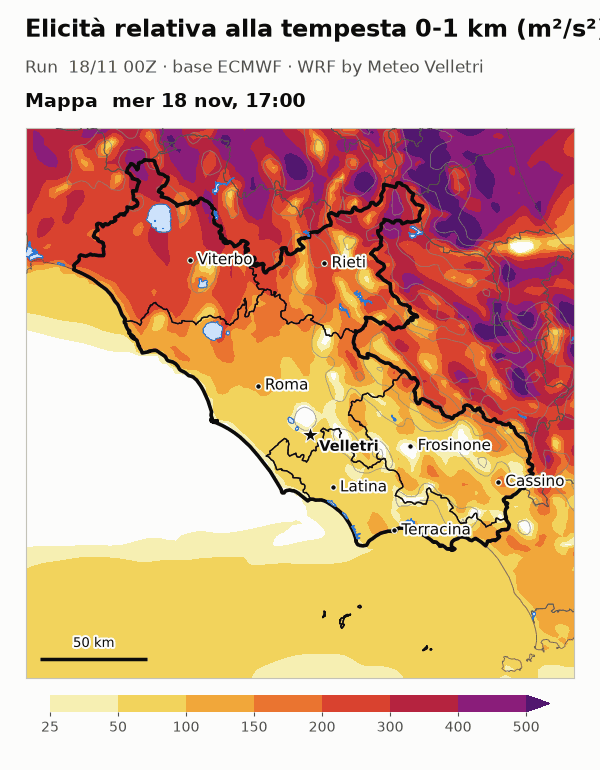 Elicità relativa alla tempesta 0-1 km (m²/s²)
Run 18/11 00Z · base ECMWF · WRF by Meteo Velletri
Mappa mer 18 nov, 17:00
Viterbo
Rieti
Roma
Velletri
Frosinone
Latina
Cassino
Terracina
50 km
25 50 100 150 200 300 400 500